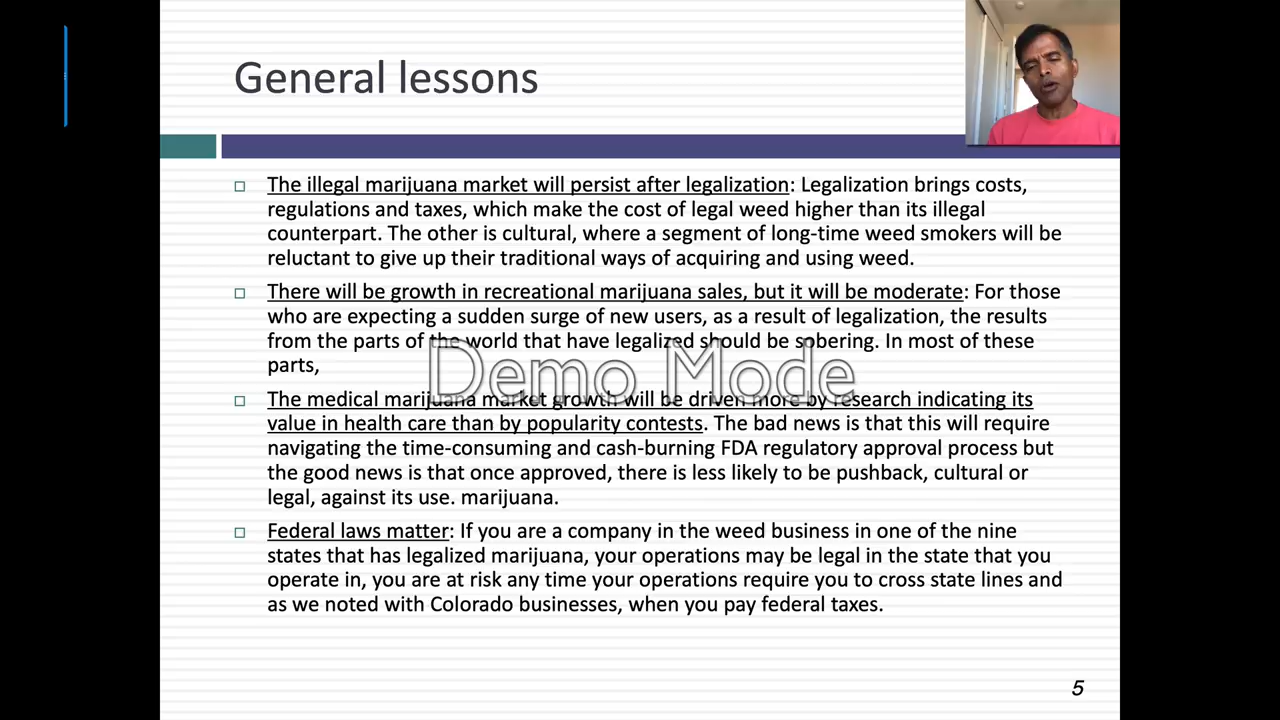 General lessons
The illegal marijuana market will persist after legalization: Legalization brings costs,
regulations and taxes, which make the cost of legal weed higher than its illegal
counterpart. The other is cultural, where a segment of long-time weed smokers will be
reluctant to give up their traditional ways of acquiring and using weed.
There will be growth in recreational marijuana sales, but it will be moderate: For those
who are expecting a sudden surge of new users, as a result of legalization, the results
from the parts of the world that have legalized should be sobering. In most of these
parts,
Demo Mode
The medical marijuana market growth will be driven more by research indicating its
value in health care than by popularity contests. The bad news is that this will require
navigating the time-consuming and cash-burning FDA regulatory approval process but
the good news is that once approved, there is less likely to be pushback, cultural or
legal, against its use. marijuana.
Federal laws matter: If you are a company in the weed business in one of the nine
states that has legalized marijuana, your operations may be legal in the state that you
operate in, you are at risk any time your operations require you to cross state lines and
as we noted with Colorado businesses, when you pay federal taxes.
5